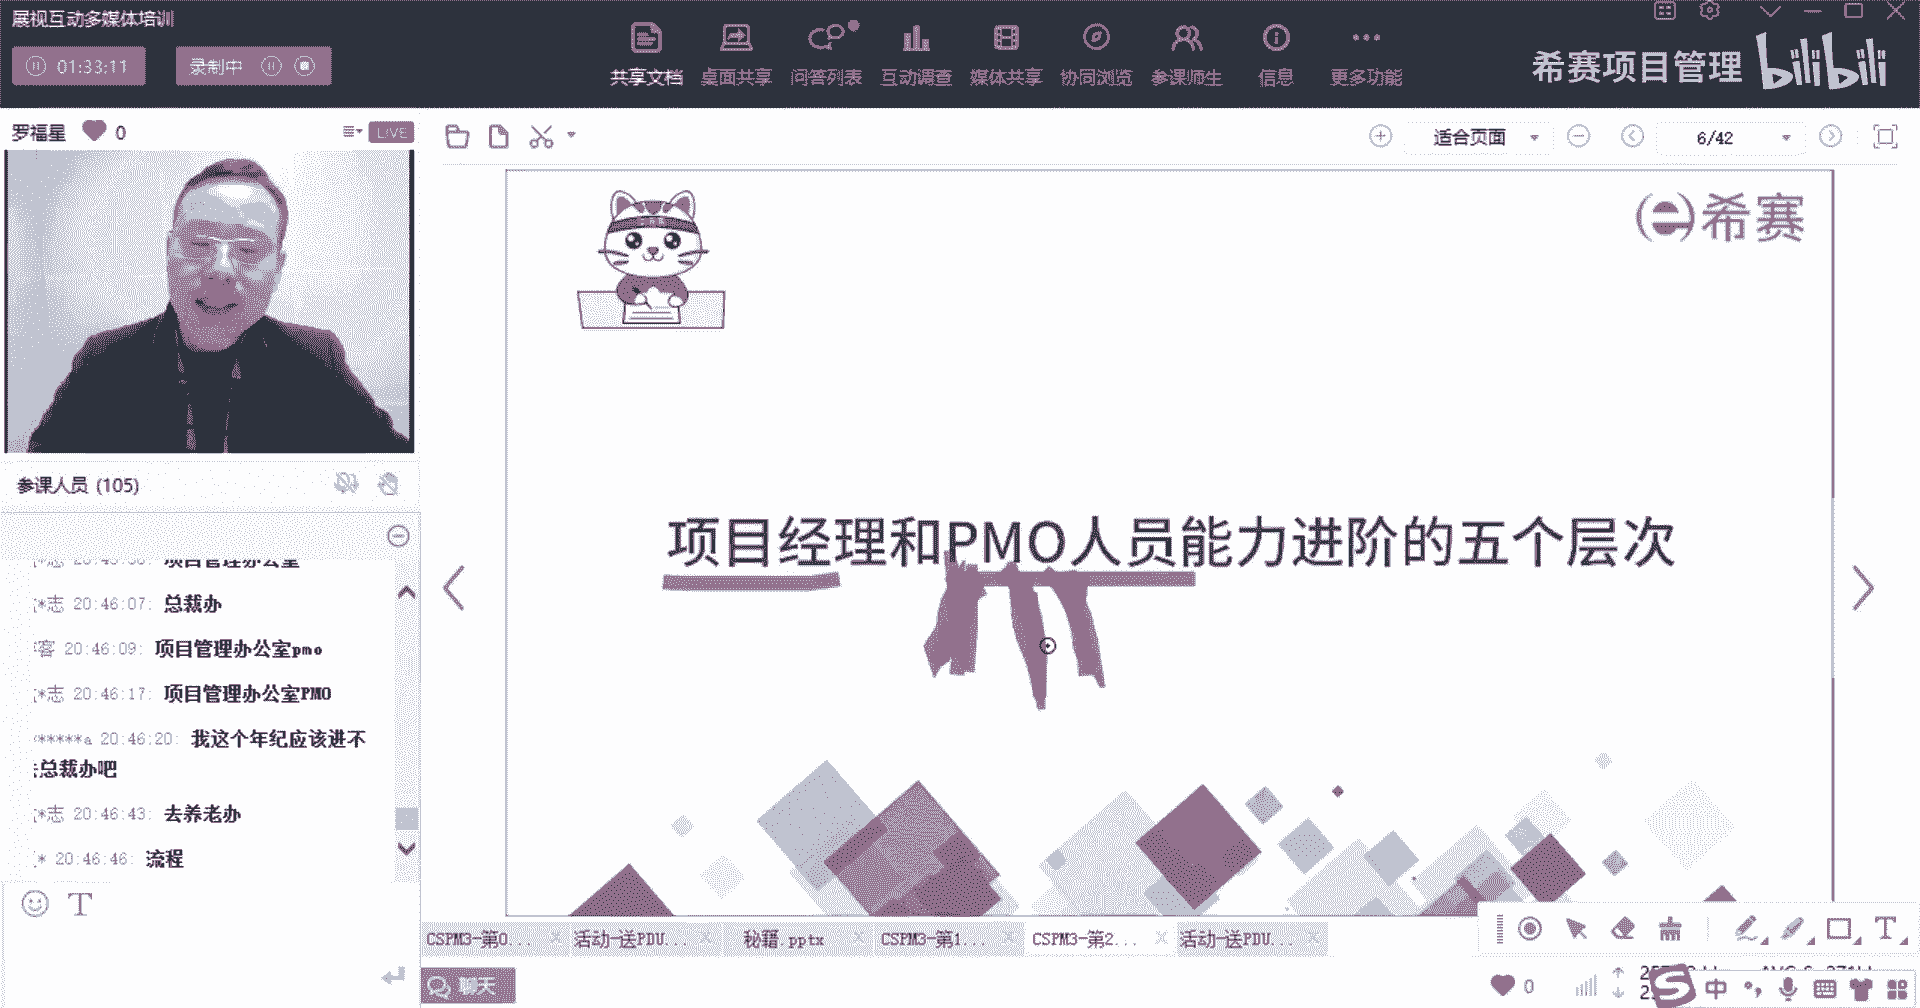 展视互动多媒体培训
01:33:11
录制中
共享文档 桌面共享 问答列表 互动调查 媒体共享 协同浏览 参课师生 信息 更多功能
希赛项目管理 bilibili
罗福星 0
LIVE
适合页面
6/42
希赛
项目经理和PMO人员能力进阶的五个层次
参课人员 (105)
项目管理办公室
*志 20:46:07: 总裁办
客 20:46:09: 项目管理办公室pmo
*志 20:46:17: 项目管理办公室PMO
*****a 20:46:20: 我这个年纪应该进不
总裁办吧
*志 20:46:43: 去养老办
* 20:46:46: 流程
CSPM3-第0... 活动-送PDU... 秘籍.pptx CSPM3-第1... CSPM3-第2... 活动-送PDU...
聊天
0
中